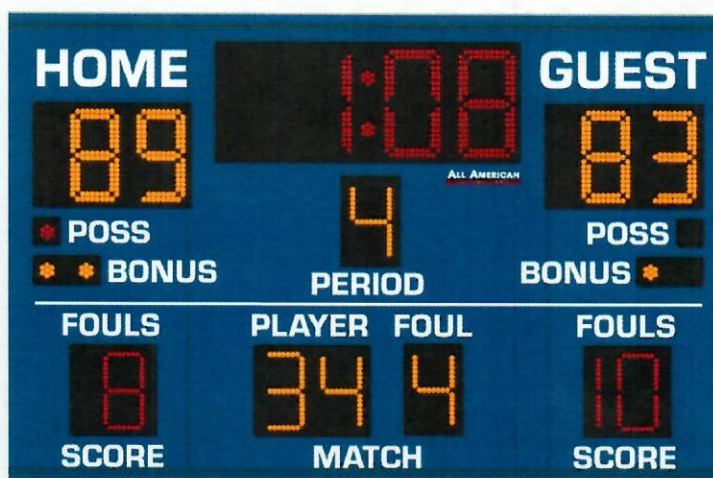 HOME 1:08 GUEST
89 83
ALL AMERICAN
POSS 4 POSS
BONUS PERIOD BONUS
FOULS PLAYER FOUL FOULS
8 34 4 10
SCORE MATCH SCORE